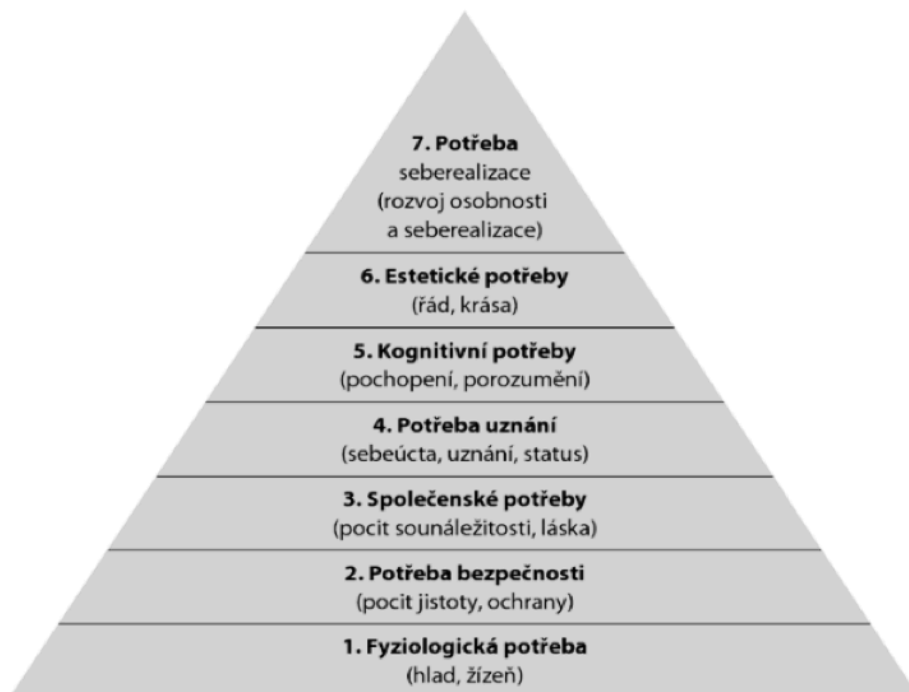 7. Potřeba
seberealizace
(rozvoj osobnosti
a seberealizace)
6. Estetické potřeby
(řád, krása)
5. Kognitivní potřeby
(pochopení, porozumění)
4. Potřeba uznání
(sebeúcta, uznání, status)
3. Společenské potřeby
(pocit sounáležitosti, láska)
2. Potřeba bezpečnosti
(pocit jistoty, ochrany)
1. Fyziologická potřeba
(hlad, žízeň)